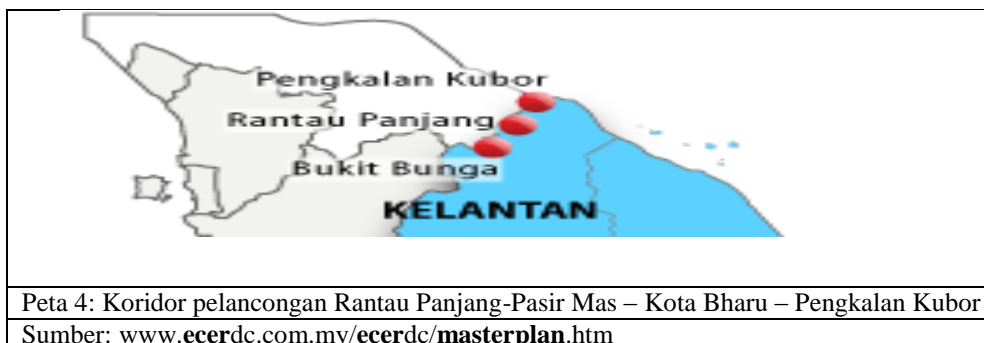 Pengkalan Kubor
Rantau Panjang
Bukit Bunga
KELANTAN
Peta 4: Koridor pelancongan Rantau Panjang-Pasir Mas – Kota Bharu – Pengkalan Kubor
Sumber: www.ecerdc.com.my/ecerdc/masterplan.htm